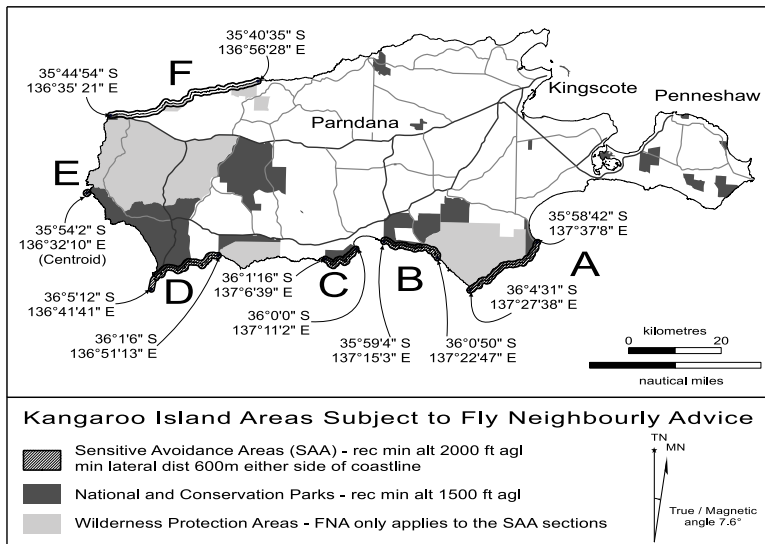 35°40'35" S
136°56'28" E
35°44'54" S
136°35' 21" E
F
Kingscote
Penneshaw
Parndana
E
35°54'2" S
136°32'10" E
(Centroid)
35°58'42" S
137°37'8" E
A
B
C
D
36°1'16" S
137°6'39" E
36°5'12" S
136°41'41" E
36°4'31" S
137°27'38" E
36°0'0" S
137°11'2" E
36°1'6" S
136°51'13" E
35°59'4" S
137°15'3" E
36°0'50" S
137°22'47" E
kilometres
0 20
nautical miles
Kangaroo Island Areas Subject to Fly Neighbourly Advice
Sensitive Avoidance Areas (SAA) - rec min alt 2000 ft agl
min lateral dist 600m either side of coastline
National and Conservation Parks - rec min alt 1500 ft agl
Wilderness Protection Areas - FNA only applies to the SAA sections
TN
MN
True / Magnetic
angle 7.6°